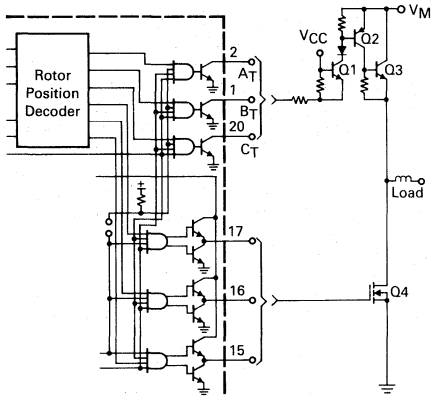 2
A_T
1
B_T
20
C_T
Rotor
Position
Decoder
V_M
V_CC
Q2
Q1
Q3
Load
17
16
Q4
15